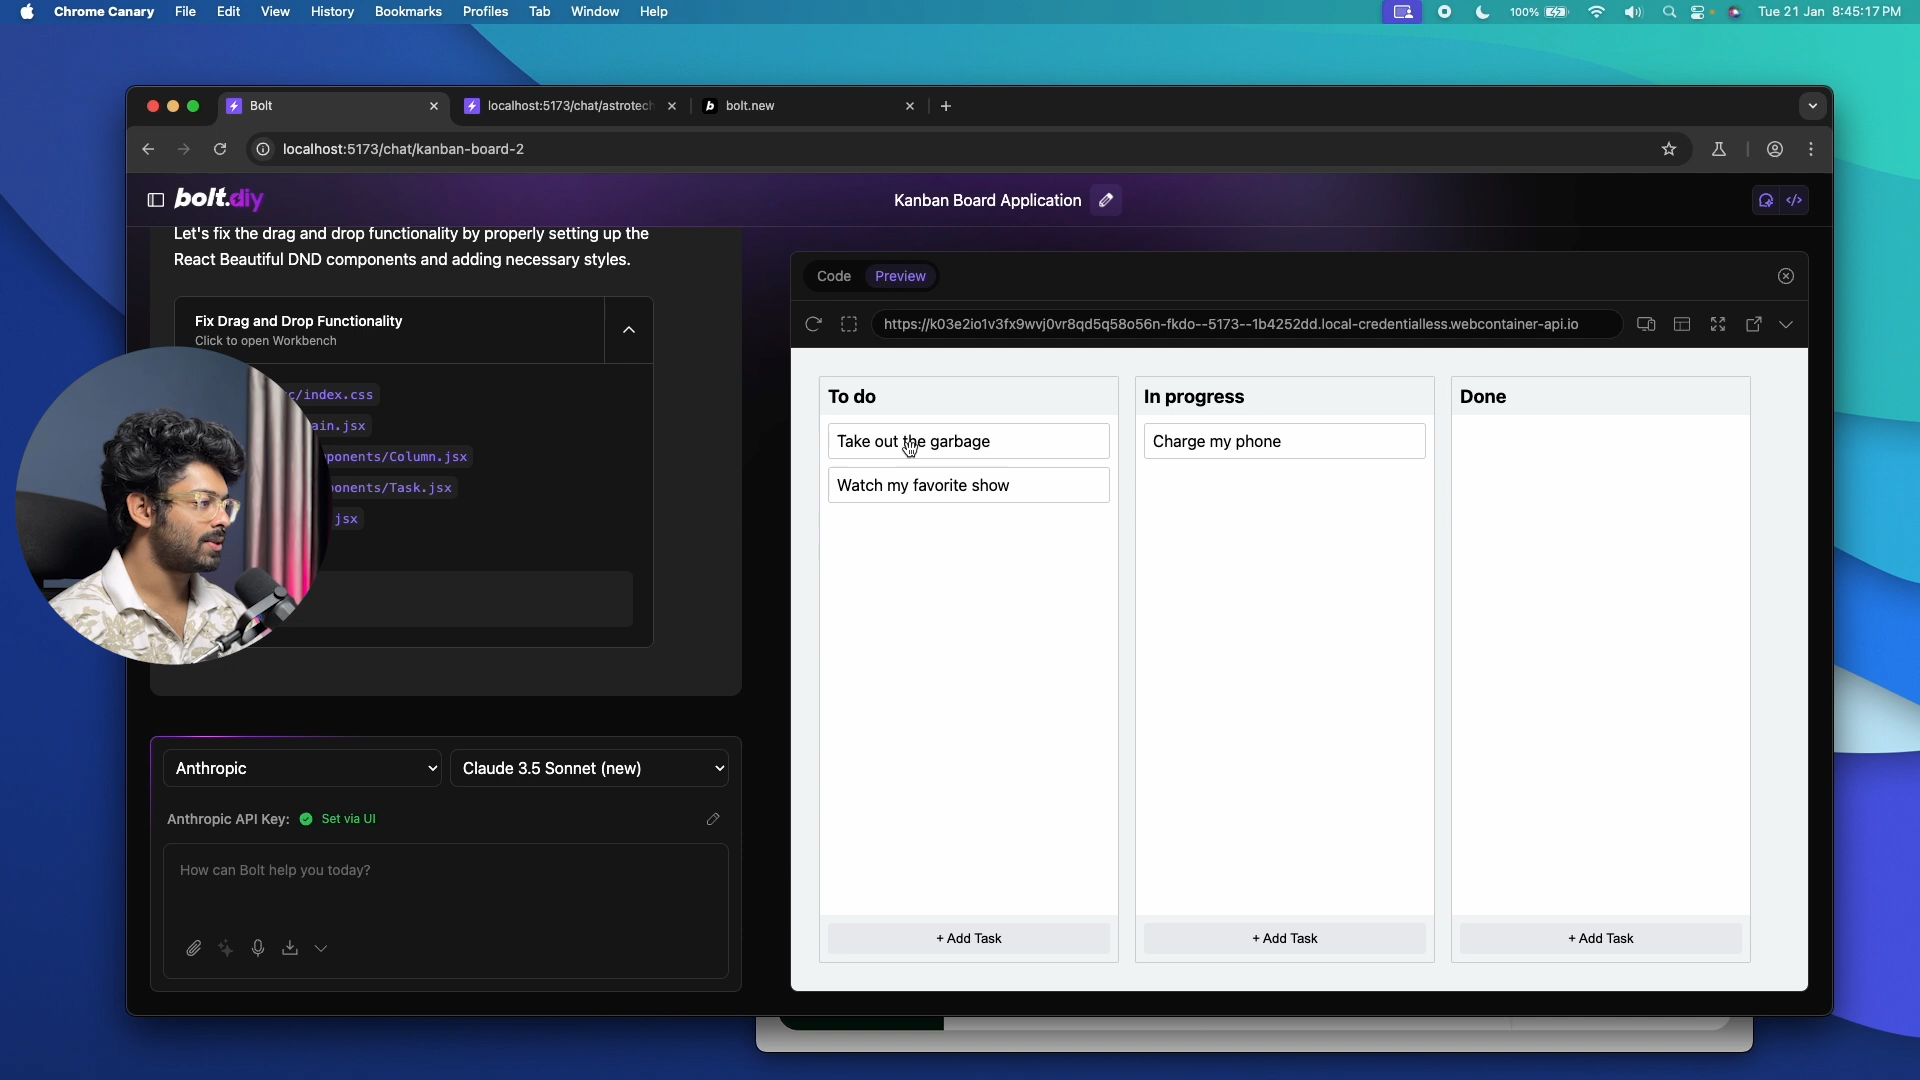 Chrome Canary File Edit View History Bookmarks Profiles Tab Window Help 100% Tue 21 Jan 8:45:17 PM
Bolt localhost:5173/chat/astrotech bolt.new
localhost:5173/chat/kanban-board-2
bolt.diy
Kanban Board Application
Let's fix the drag and drop functionality by properly setting up the
React Beautiful DND components and adding necessary styles.
Fix Drag and Drop Functionality
Click to open Workbench
c/index.css
ain.jsx
ponents/Column.jsx
onents/Task.jsx
jsx
Anthropic
Claude 3.5 Sonnet (new)
Anthropic API Key: Set via UI
How can Bolt help you today?
Code Preview
https://k03e2io1v3fx9wvj0vr8qd5q58o56n-fkdo--5173--1b4252dd.local-credentialless.webcontainer-api.io
To do
Take out the garbage
Watch my favorite show
+ Add Task
In progress
Charge my phone
+ Add Task
Done
+ Add Task